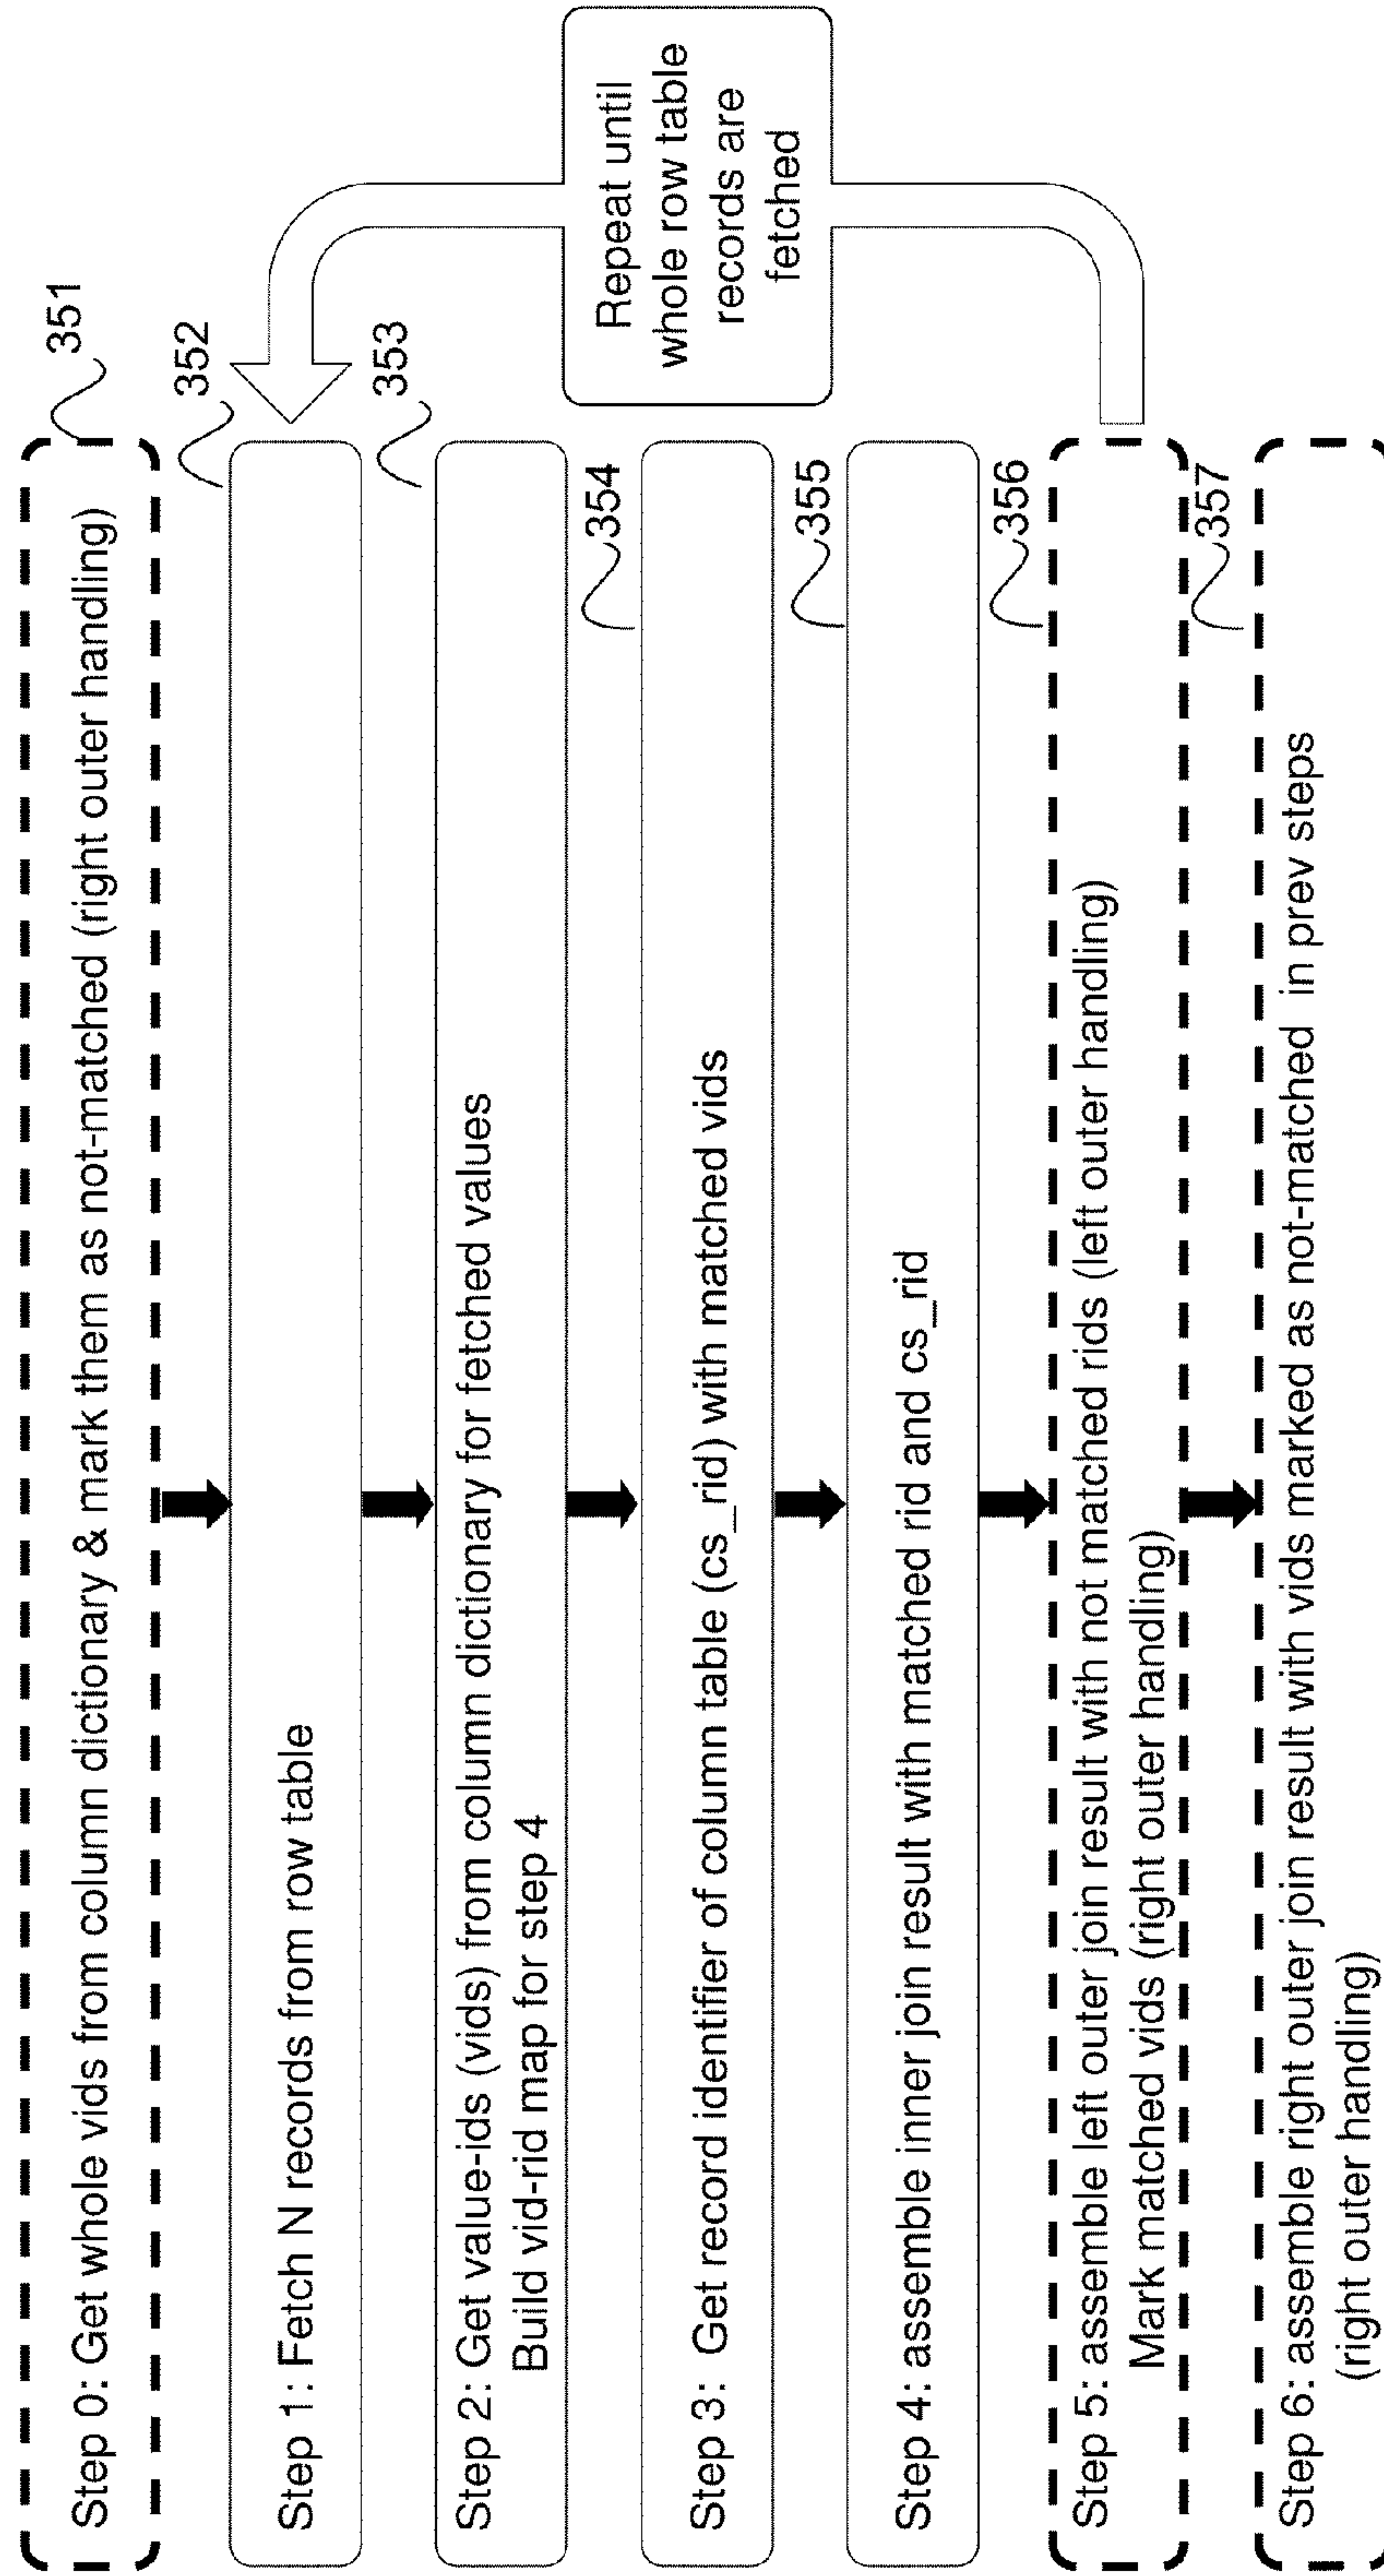 351
Step 0: Get whole vids from column dictionary & mark them as not-matched (right outer handling)
352
Step 1: Fetch N records from row table
353
Step 2: Get value-ids (vids) from column dictionary for fetched values
Build vid-rid map for step 4
354
Step 3: Get record identifier of column table (cs_rid) with matched vids
355
Step 4: assemble inner join result with matched rid and cs_rid
356
Step 5: assemble left outer join result with not matched rids (left outer handling)
Mark matched vids (right outer handling)
357
Step 6: assemble right outer join result with vids marked as not-matched in prev steps
(right outer handling)
Repeat until
whole row table
records are
fetched